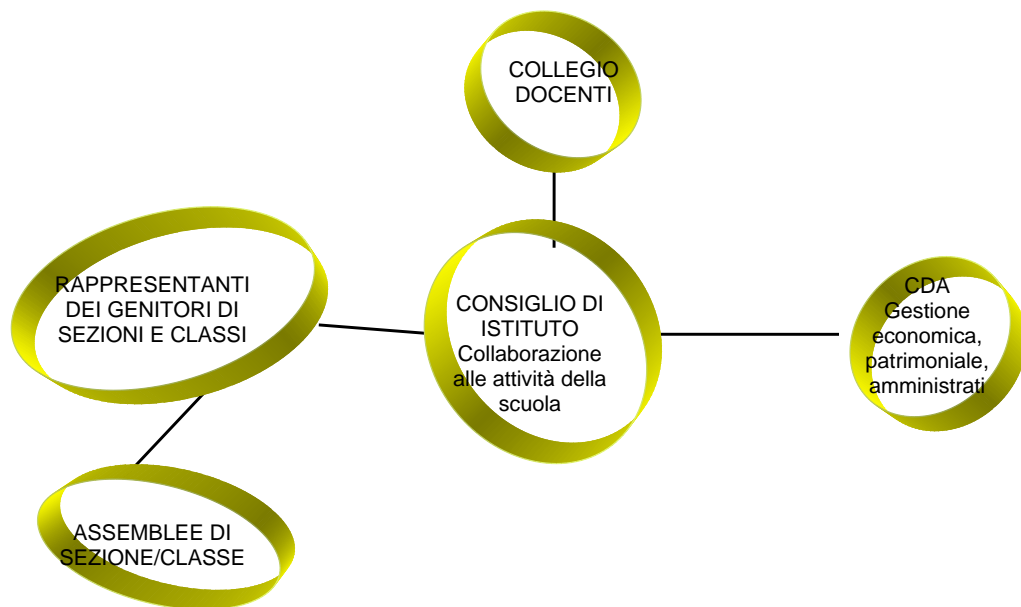 COLLEGIO
DOCENTI
RAPPRESENTANTI
DEI GENITORI DI
SEZIONI E CLASSI
CONSIGLIO DI
ISTITUTO
Collaborazione
alle attività della
scuola
CDA
Gestione
economica,
patrimoniale,
amministrati
ASSEMBLEE DI
SEZIONE/CLASSE